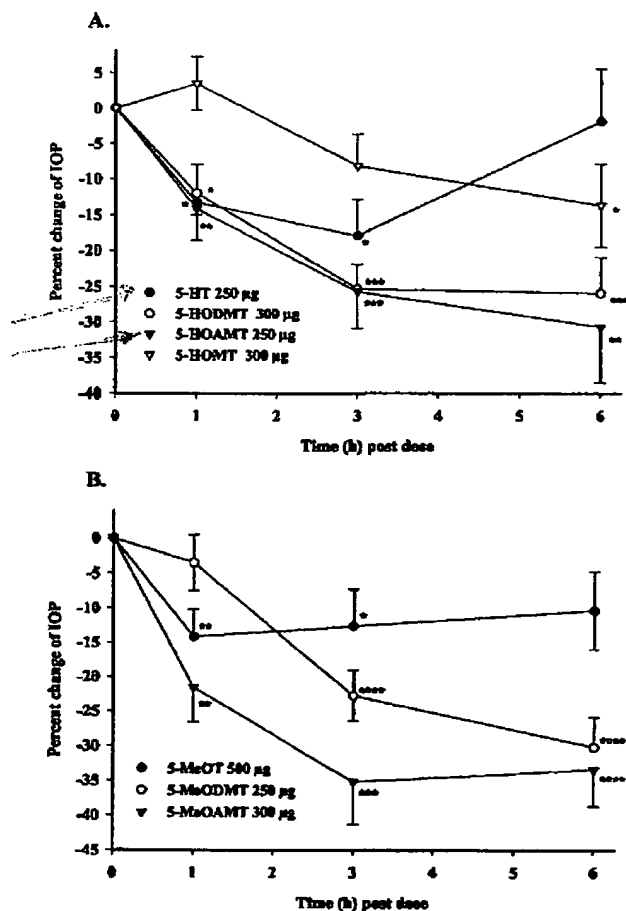 A.
5
0
-5
-10
-15
-20
-25
-30
-35
-40
Percent change of IOP
* * ** * *** *** * *** **
5-HT 250 µg
5-HODMT 300 µg
5-HOAMT 250 µg
5-HOMT 300 µg
0 1 2 3 4 5 6
Time (h) post dose
B.
0
-5
-10
-15
-20
-25
-30
-35
-40
-45
Percent change of IOP
** ** * **** *** **** ****
5-MeOT 500 µg
5-MeODMT 250 µg
5-MeOAMT 300 µg
0 1 2 3 4 5 6
Time (h) post dose